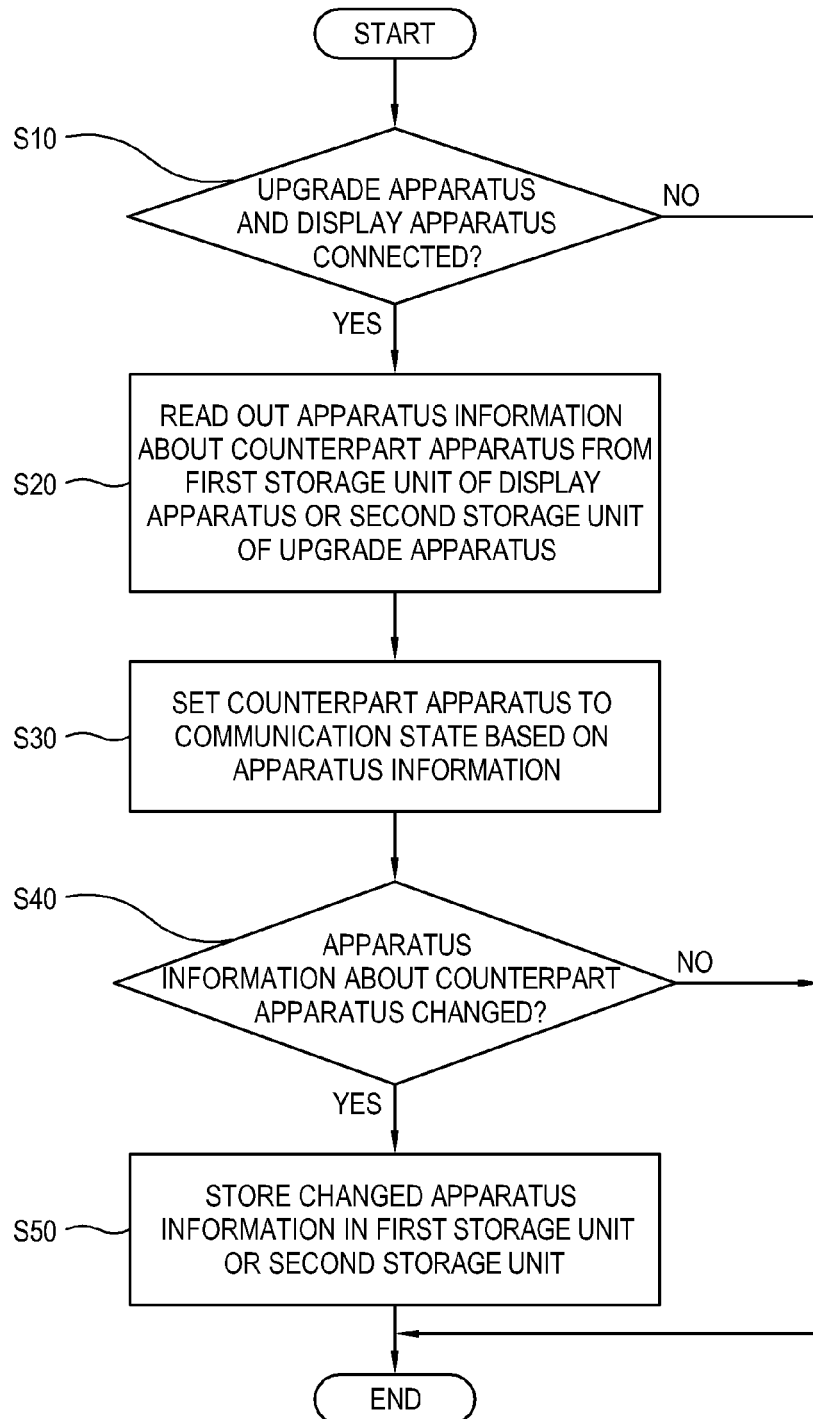 START
S10
UPGRADE APPARATUS
AND DISPLAY APPARATUS
CONNECTED?
NO
YES
S20
READ OUT APPARATUS INFORMATION
ABOUT COUNTERPART APPARATUS FROM
FIRST STORAGE UNIT OF DISPLAY
APPARATUS OR SECOND STORAGE UNIT
OF UPGRADE APPARATUS
S30
SET COUNTERPART APPARATUS TO
COMMUNICATION STATE BASED ON
APPARATUS INFORMATION
S40
APPARATUS
INFORMATION ABOUT COUNTERPART
APPARATUS CHANGED?
NO
YES
S50
STORE CHANGED APPARATUS
INFORMATION IN FIRST STORAGE UNIT
OR SECOND STORAGE UNIT
END